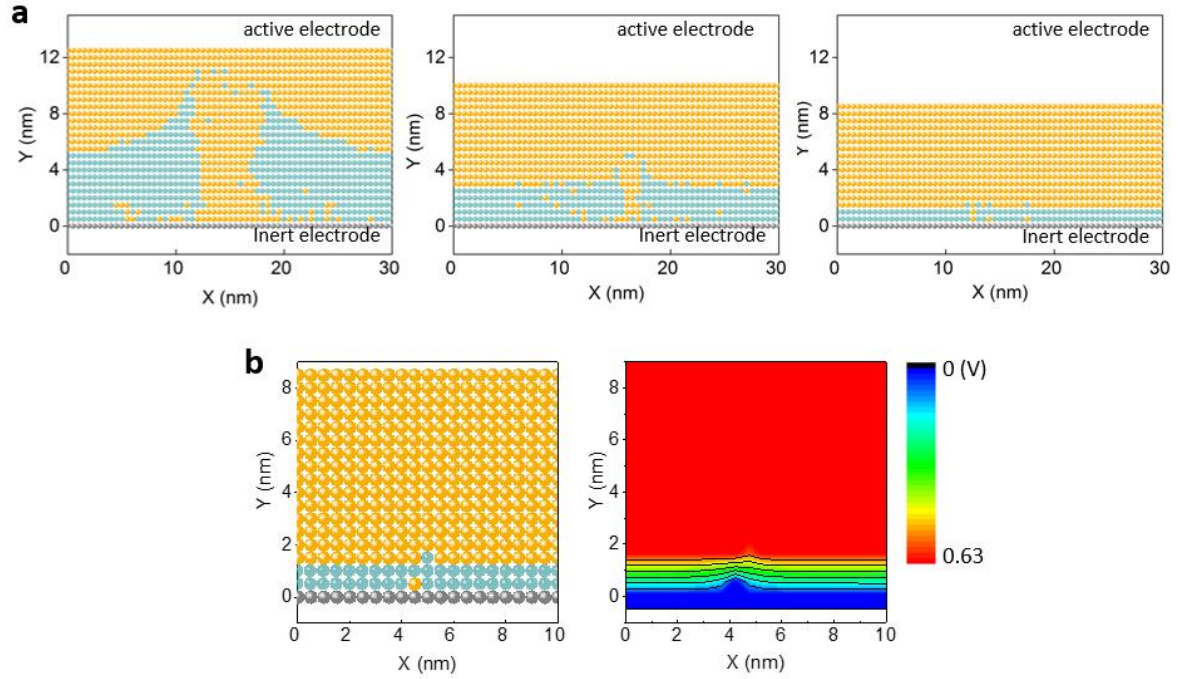 a
active electrode
active electrode
active electrode
12
8
4
0
Y (nm)
12
8
4
0
Y (nm)
12
8
4
0
Y (nm)
Inert electrode
Inert electrode
Inert electrode
0 10 20 30
0 10 20 30
0 10 20 30
X (nm)
X (nm)
X (nm)
b
8
6
4
2
0
Y (nm)
8
6
4
2
0
Y (nm)
0 (V)
0.63
0 2 4 6 8 10
0 2 4 6 8 10
X (nm)
X (nm)